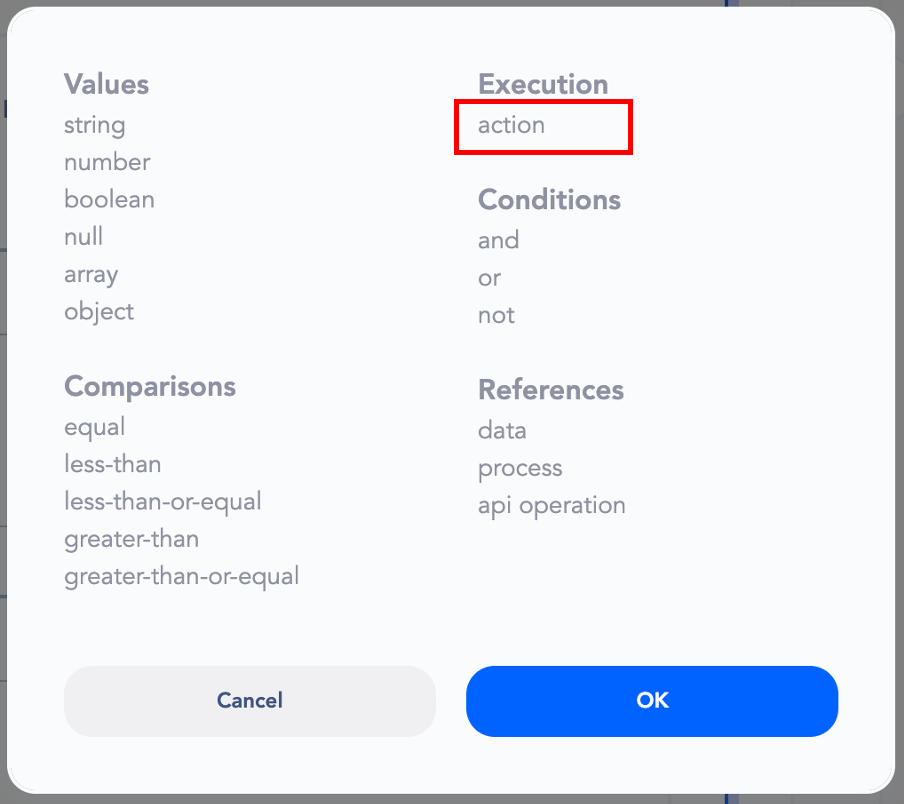 Values
string
number
boolean
null
array
object
Comparisons
equal
less-than
less-than-or-equal
greater-than
greater-than-or-equal
Execution
action
Conditions
and
or
not
References
data
process
api operation
Cancel
OK